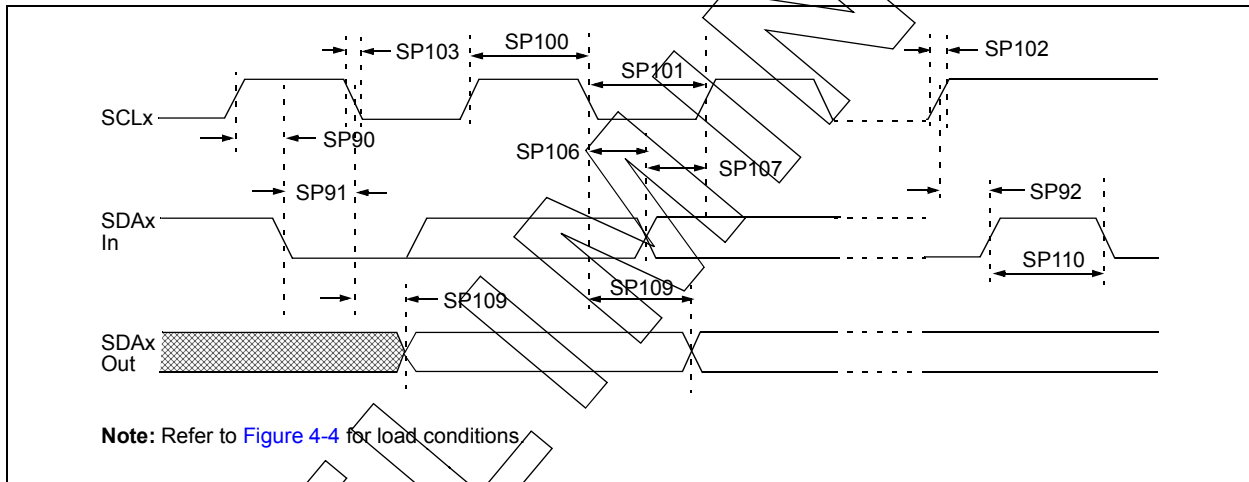 SP103
SP100
SP101
SP102
SCLx
SP90
SP106
SP107
SP91
SP92
SDAx
In
SP110
SP109
SP109
SDAx
Out
Note: Refer to Figure 4-4 for load conditions.